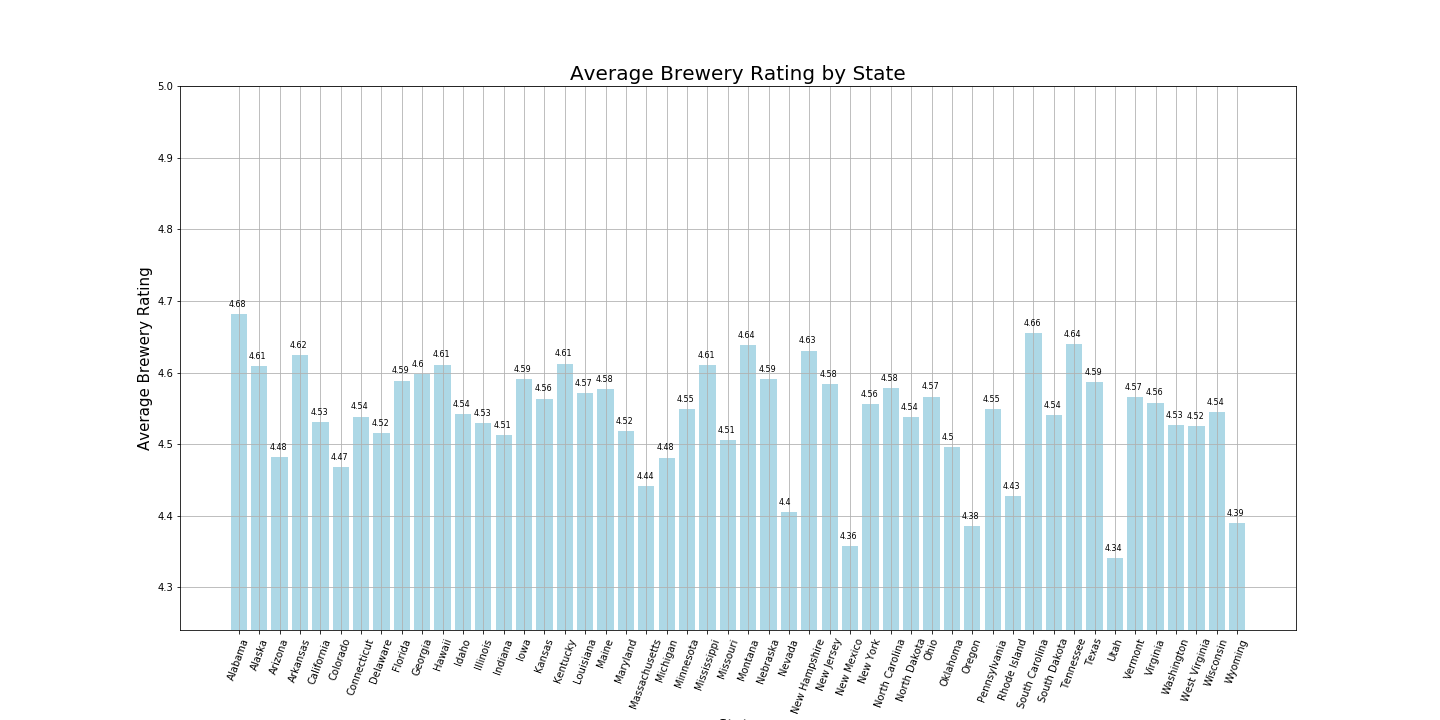 Average Brewery Rating by State
Average Brewery Rating
5.0
4.9
4.8
4.7
4.6
4.5
4.4
4.3
4.68
4.61
4.48
4.62
4.53
4.47
4.54
4.52
4.59
4.6
4.61
4.54
4.53
4.51
4.59
4.56
4.61
4.57
4.58
4.52
4.44
4.48
4.55
4.61
4.51
4.64
4.59
4.4
4.63
4.58
4.36
4.56
4.58
4.54
4.57
4.5
4.38
4.55
4.43
4.66
4.54
4.64
4.59
4.34
4.57
4.56
4.53
4.52
4.54
4.39
Alabama
Alaska
Arizona
Arkansas
California
Colorado
Connecticut
Delaware
Florida
Georgia
Hawaii
Idaho
Illinois
Indiana
Iowa
Kansas
Kentucky
Louisiana
Maine
Maryland
Massachusetts
Michigan
Minnesota
Mississippi
Missouri
Montana
Nebraska
Nevada
New Hampshire
New Jersey
New Mexico
New York
North Carolina
North Dakota
Ohio
Oklahoma
Oregon
Pennsylvania
Rhode Island
South Carolina
South Dakota
Tennessee
Texas
Utah
Vermont
Virginia
Washington
West Virginia
Wisconsin
Wyoming